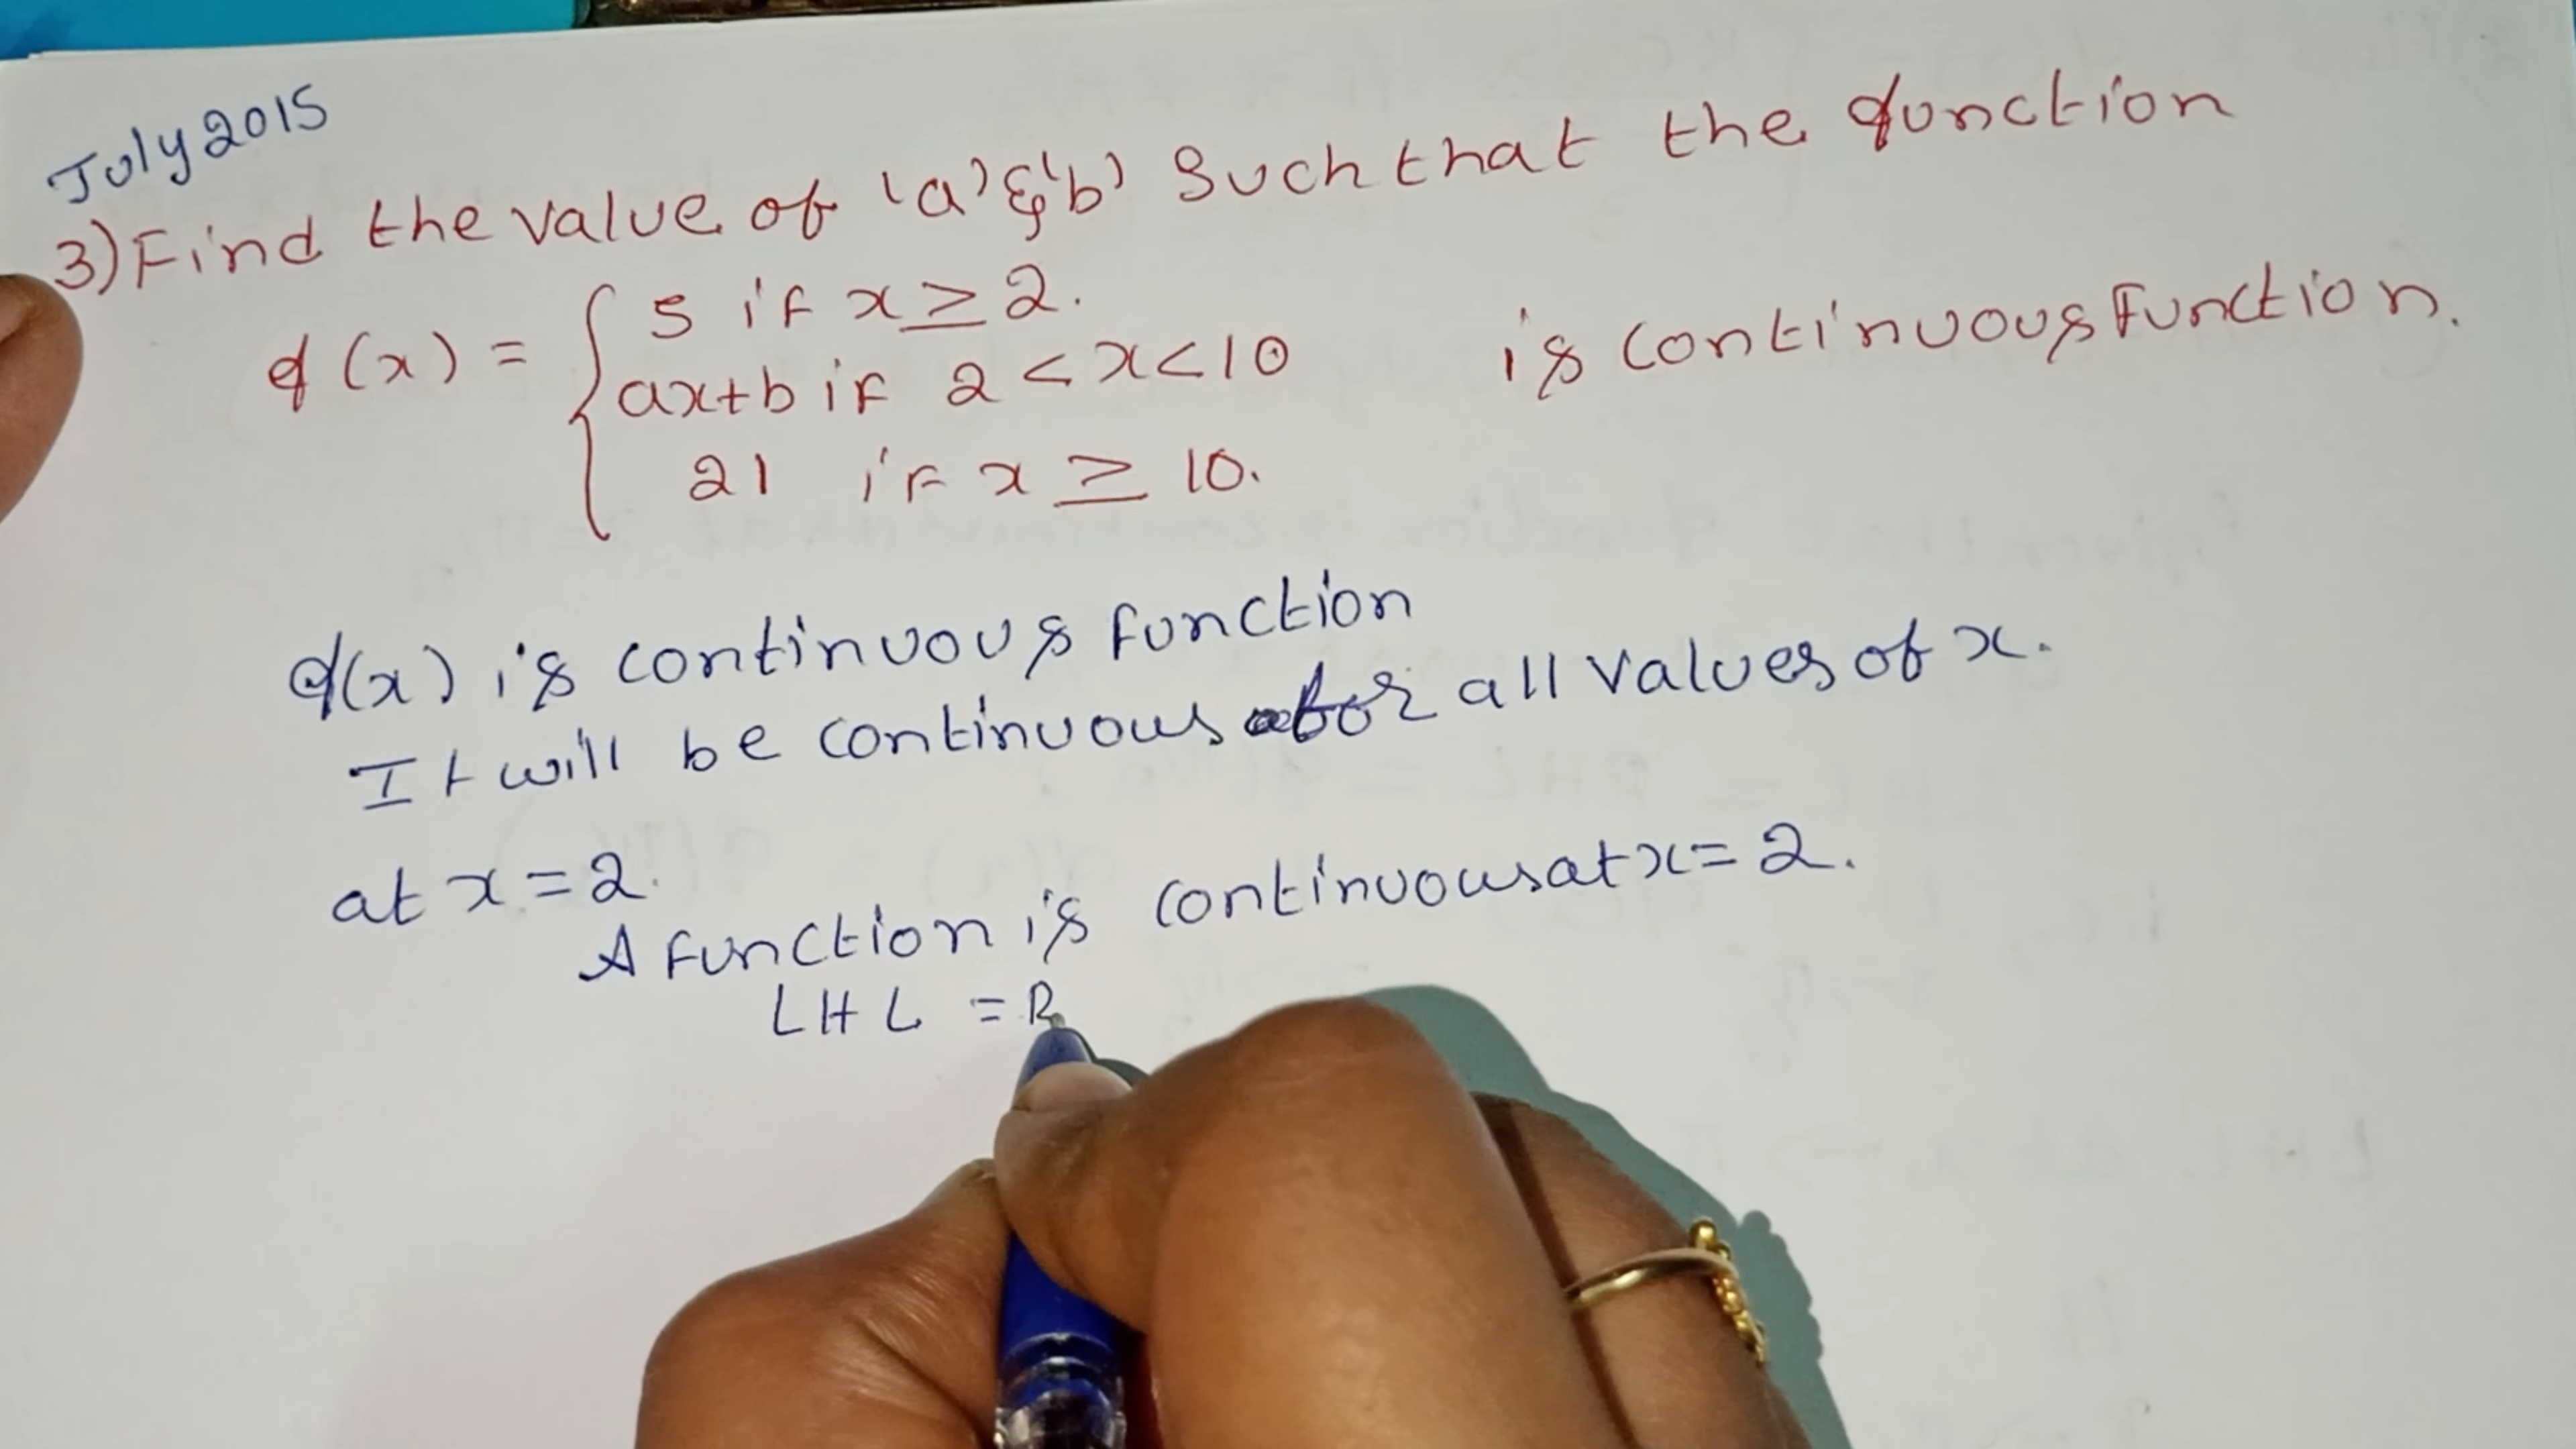 July 2015
3) Find the value of 'a' & 'b' Such that the function
f(x) = { 5 if x ≥ 2.
ax+b if 2 < x < 10 is continuous function.
21 if x ≥ 10.
f(x) is continuous function
It will be continuous for all values of x.
at x = 2.
A function is continuous at x = 2.
LHL = R